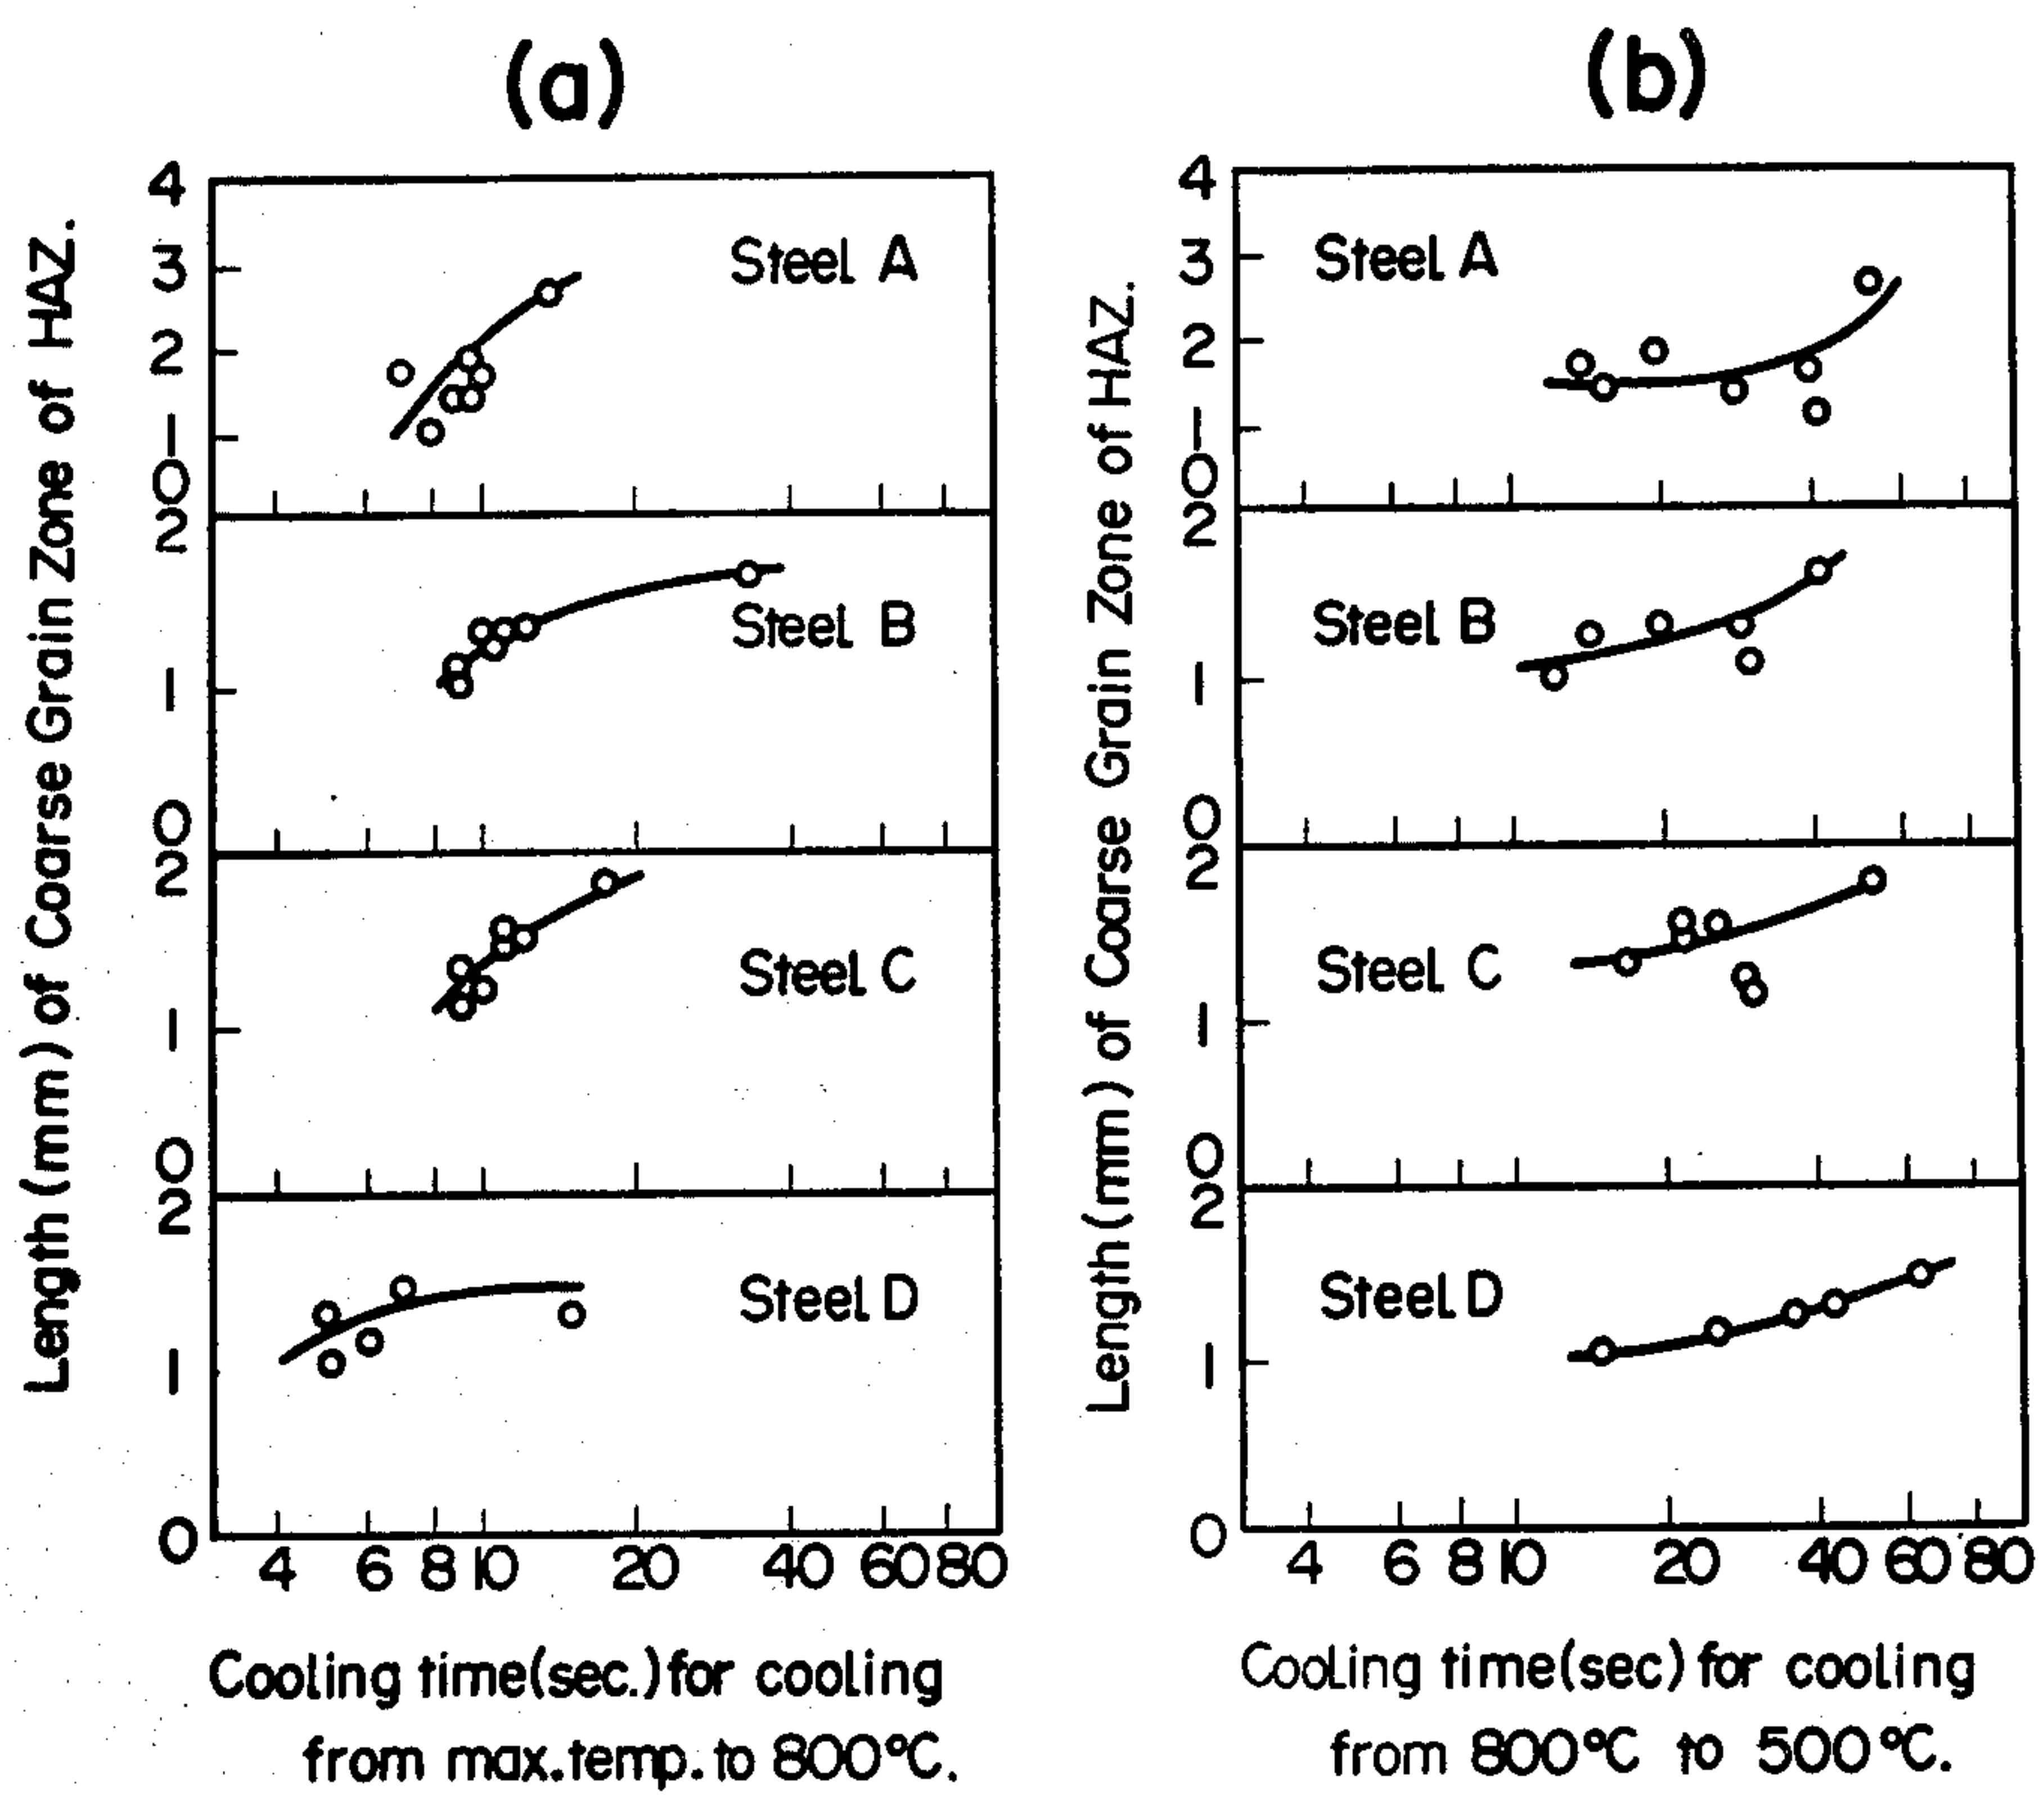 (a)
Length (mm) of Coarse Grain Zone of HAZ.
4
3
2
1
0
Steel A
2
1
0
Steel B
2
1
0
Steel C
2
1
0
Steel D
4 6 8 10 20 40 60 80
Cooling time(sec.) for cooling
from max.temp. to 800°C.
(b)
Length (mm) of Coarse Grain Zone of HAZ.
4
3
2
1
0
Steel A
2
1
0
Steel B
2
1
0
Steel C
2
1
0
Steel D
4 6 8 10 20 40 60 80
Cooling time(sec) for cooling
from 800°C to 500°C.